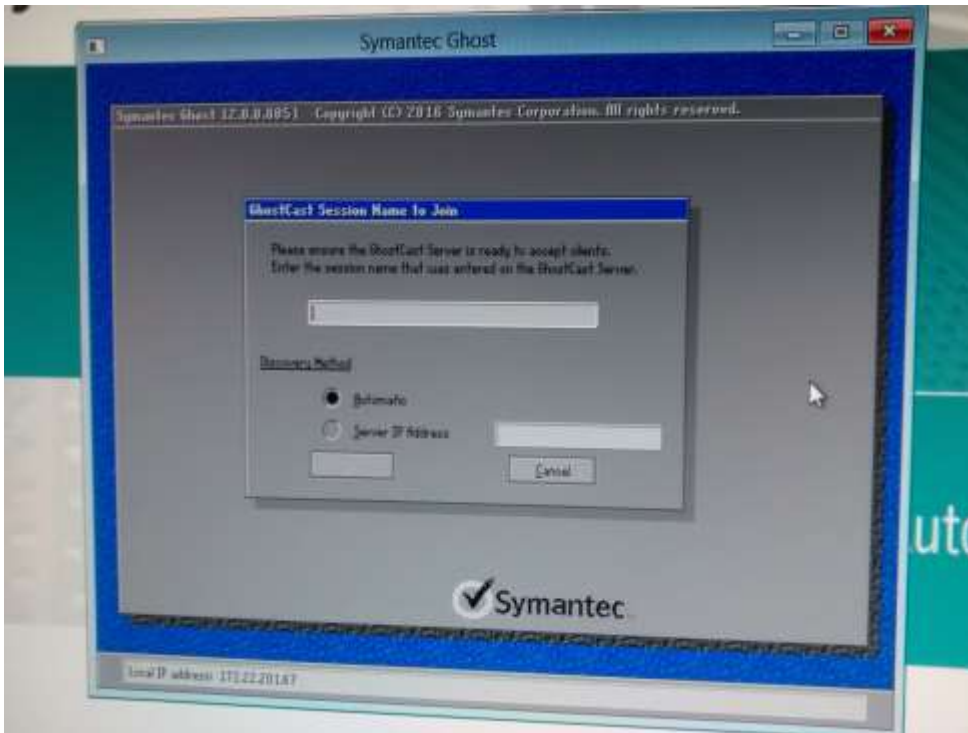 Symantec Ghost
Symantec Ghost 12.0.0.8051 Copyright (C) 2016 Symantec Corporation. All rights reserved.
GhostCast Session Name to Join
Please ensure the GhostCast Server is ready to accept clients.
Enter the session name that was entered on the GhostCast Server.
Discovery Method
Automatic
Server IP Address
Cancel
Symantec
Local IP address: